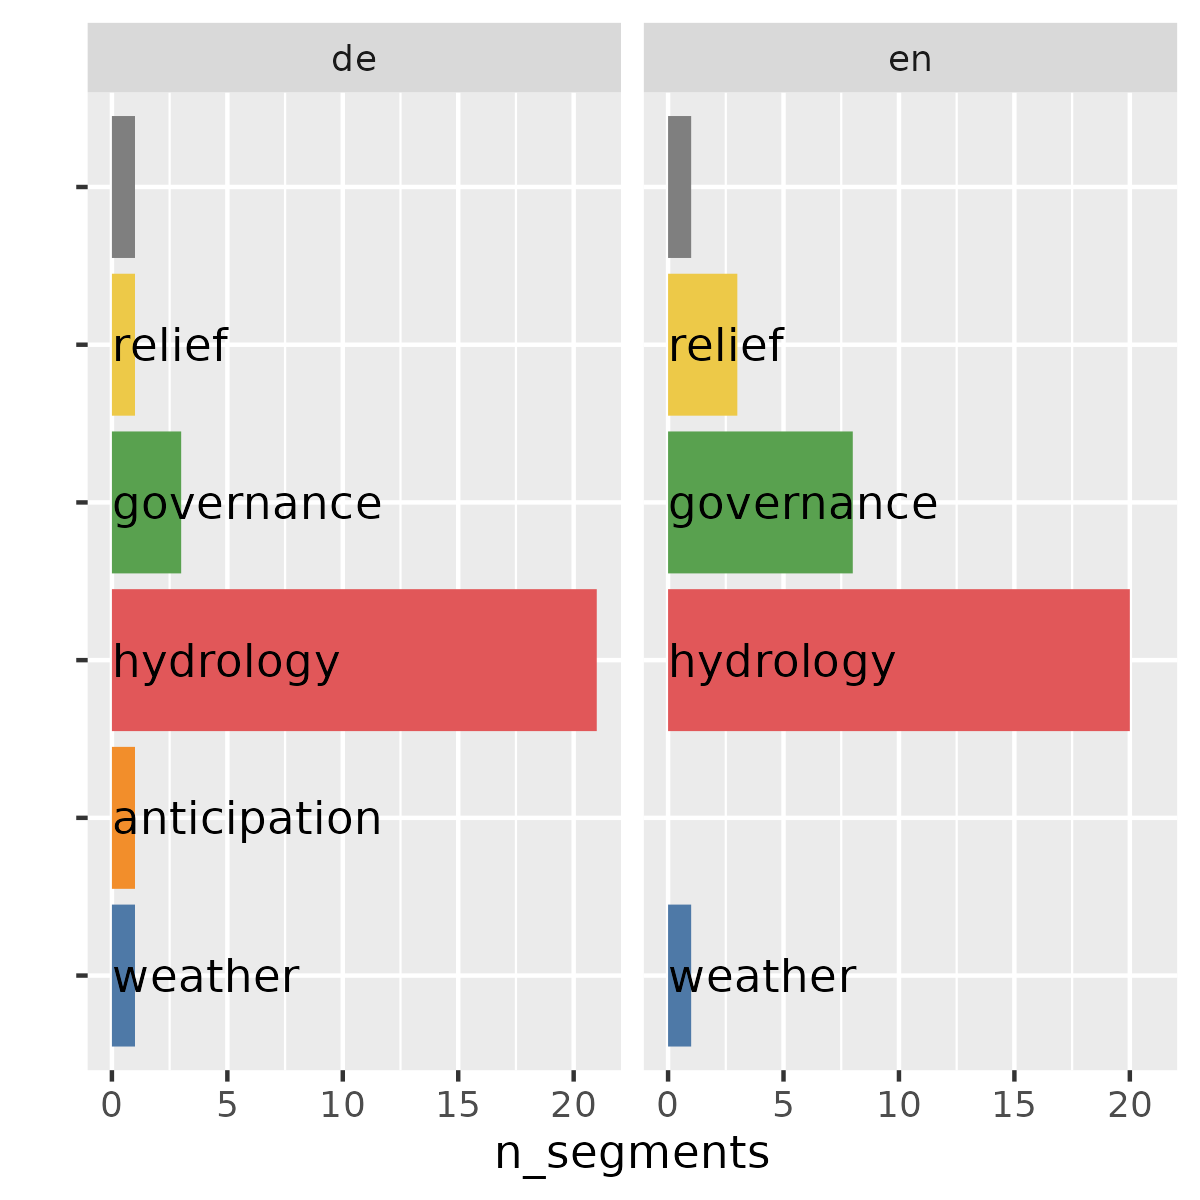 de en
relief relief
governance governance
hydrology hydrology
anticipation
weather weather
0 5 10 15 20 0 5 10 15 20
n_segments